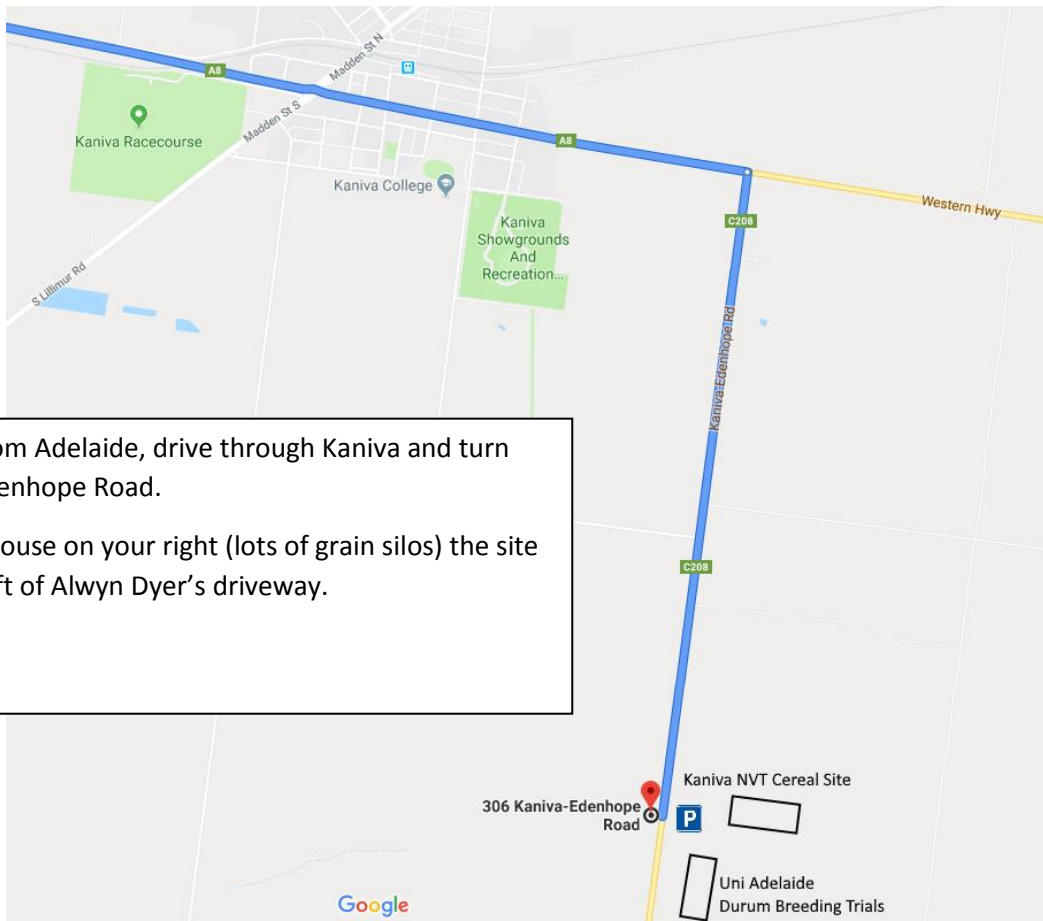 Madden St N
A8
Kaniva Racecourse
Madden St S
A8
Kaniva College
Western Hwy
Kaniva
Showgrounds
And
Recreation...
C208
S Lillimur Rd
Kaniva-Edenhope Rd
om Adelaide, drive through Kaniva and turn
enhope Road.
ouse on your right (lots of grain silos) the site
ft of Alwyn Dyer’s driveway.
C208
Kaniva NVT Cereal Site
306 Kaniva-Edenhope
Road
P
Uni Adelaide
Durum Breeding Trials
Google